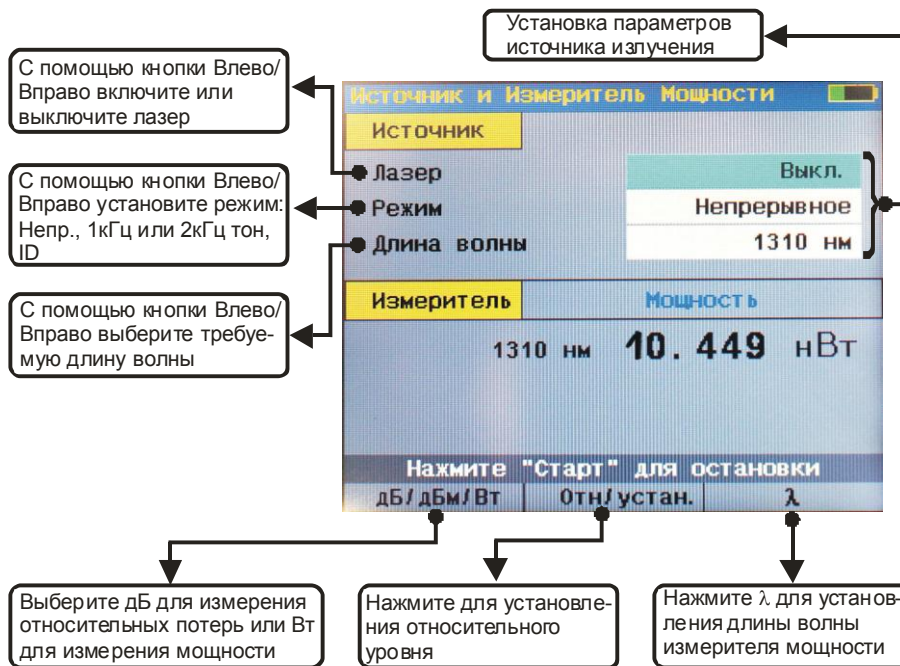 Установка параметров
источника излучения
С помощью кнопки Влево/
Вправо включите или
выключите лазер
С помощью кнопки Влево/
Вправо установите режим:
Непр., 1кГц или 2кГц тон,
ID
С помощью кнопки Влево/
Вправо выберите требуе-
мую длину волны
Источник и Измеритель Мощности
Источник
Лазер Выкл.
Режим Непрерывное
Длина волны 1310 нм
Измеритель Мощность
1310 нм 10.449 нВт
Нажмите "Старт" для остановки
дБ/дБм/Вт Отн/устан. λ
Выберите дБ для измерения
относительных потерь или Вт
для измерения мощности
Нажмите для установле-
ния относительного
уровня
Нажмите λ для установ-
ления длины волны
измерителя мощности